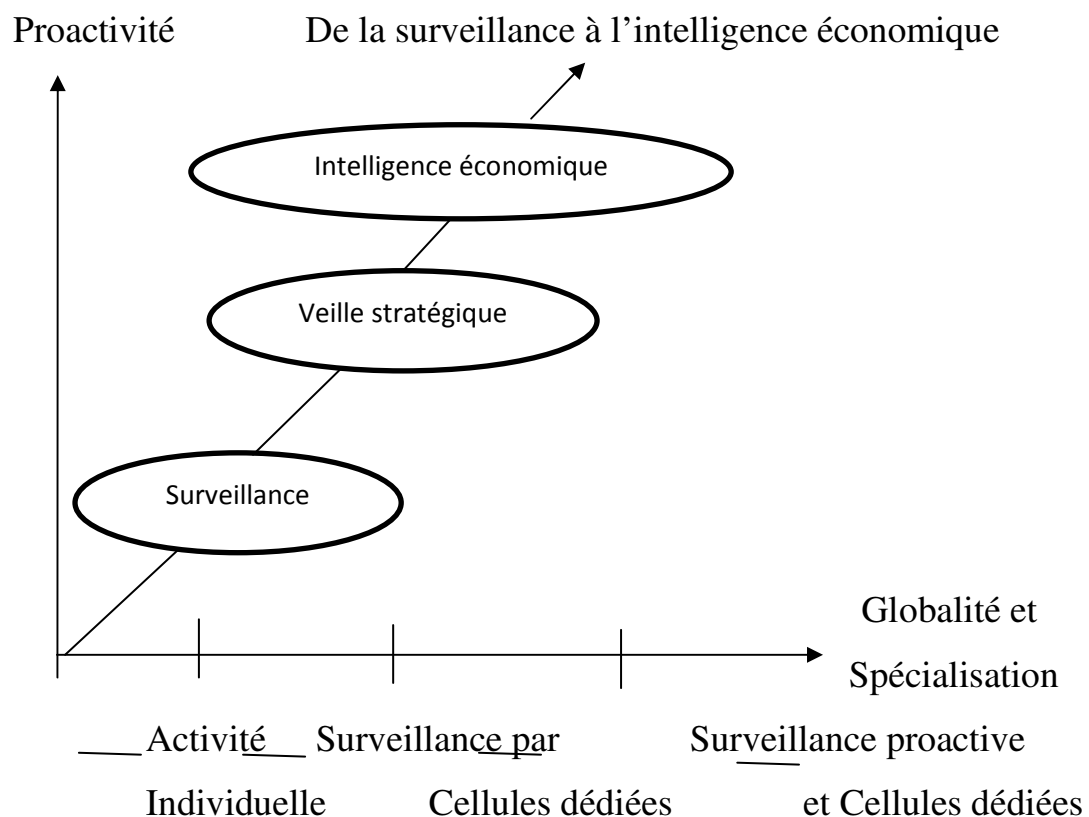 Proactivité De la surveillance à l’intelligence économique
Intelligence économique
Veille stratégique
Surveillance
Globalité et
Spécialisation
Activité Surveillance par Surveillance proactive
Individuelle Cellules dédiées et Cellules dédiées